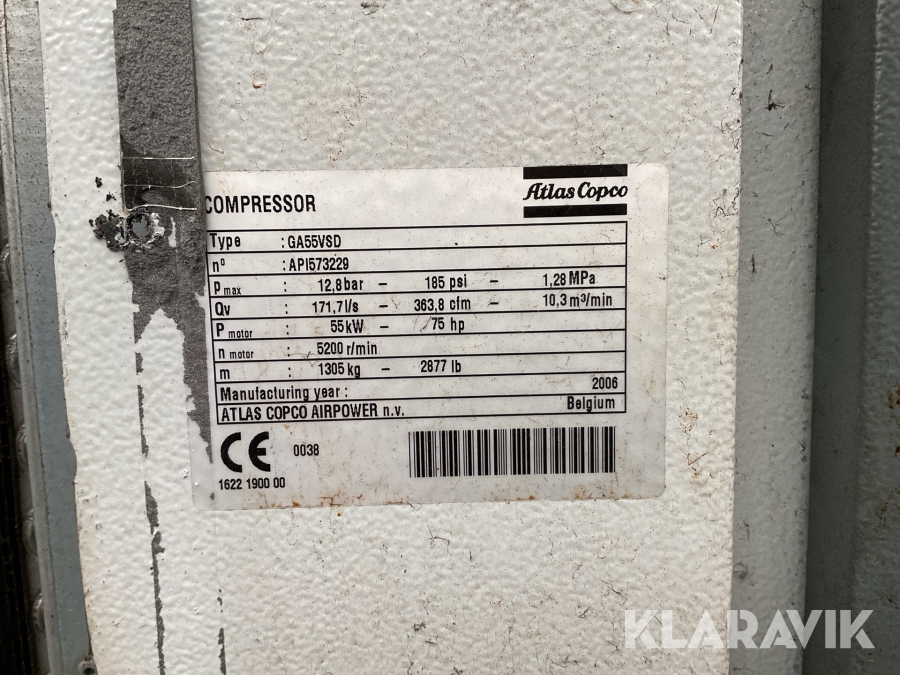 COMPRESSOR
Atlas Copco
Type : GA55VSD
nº : API573229
P max : 12,8 bar – 185 psi – 1,28 MPa
Qv : 171,7 l/s – 363,8 cfm – 10,3 m³/min
P motor : 55 kW – 75 hp
n motor : 5200 r/min
m : 1305 kg – 2877 lb
Manufacturing year : 2006
ATLAS COPCO AIRPOWER n.v. Belgium
CE 0038
1622 1900 00
KLARAVIK